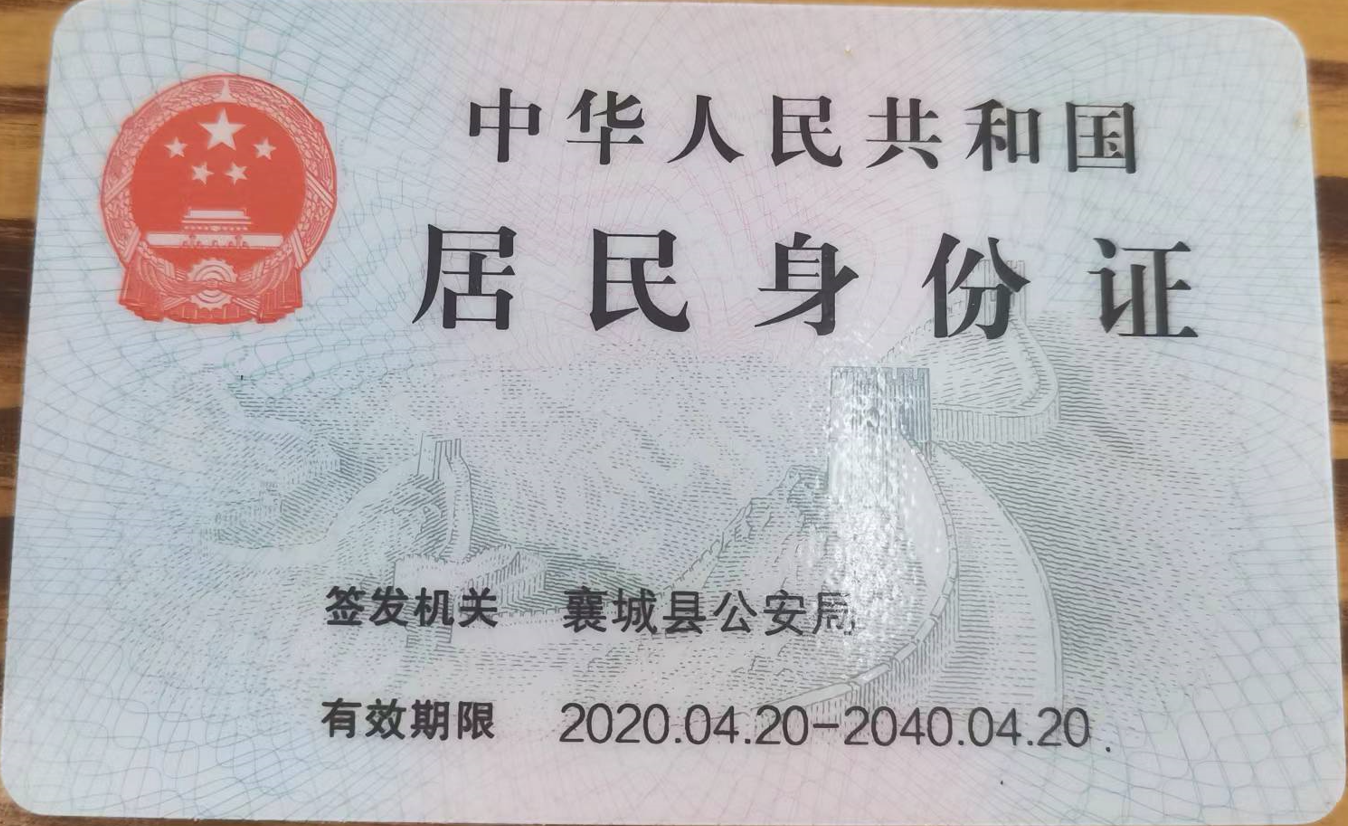 中华人民共和国
居民身份证
签发机关 襄城县公安局
有效期限 2020.04.20-2040.04.20